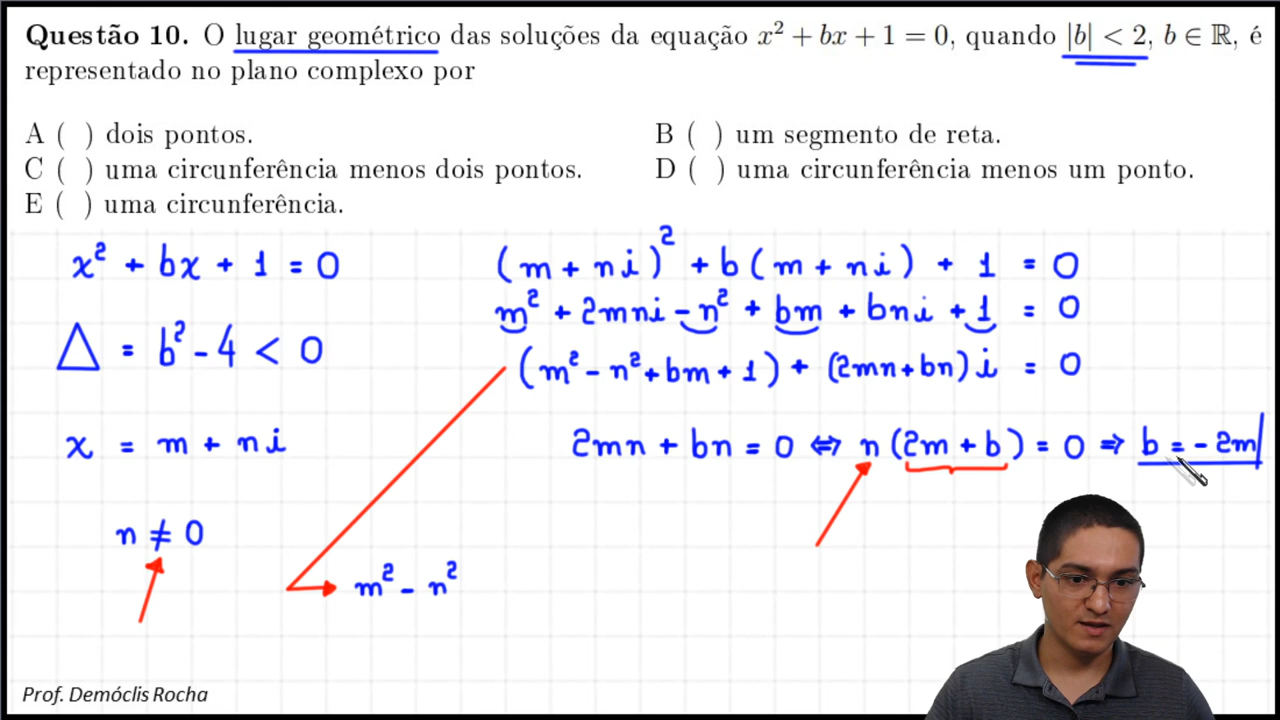 Questão 10. O lugar geométrico das soluções da equação x² + bx + 1 = 0, quando |b| < 2, b ∈ ℝ, é
representado no plano complexo por
A ( ) dois pontos.
B ( ) um segmento de reta.
C ( ) uma circunferência menos dois pontos.
D ( ) uma circunferência menos um ponto.
E ( ) uma circunferência.
x² + bx + 1 = 0
Δ = b² - 4 < 0
x = m + ni
n ≠ 0
(m + ni)² + b(m + ni) + 1 = 0
m² + 2mni - n² + bm + bni + 1 = 0
(m² - n² + bm + 1) + (2mn + bn)i = 0
2mn + bn = 0 ⇔ n(2m + b) = 0 ⇒ b = -2m
m² - n²
Prof. Demóclis Rocha